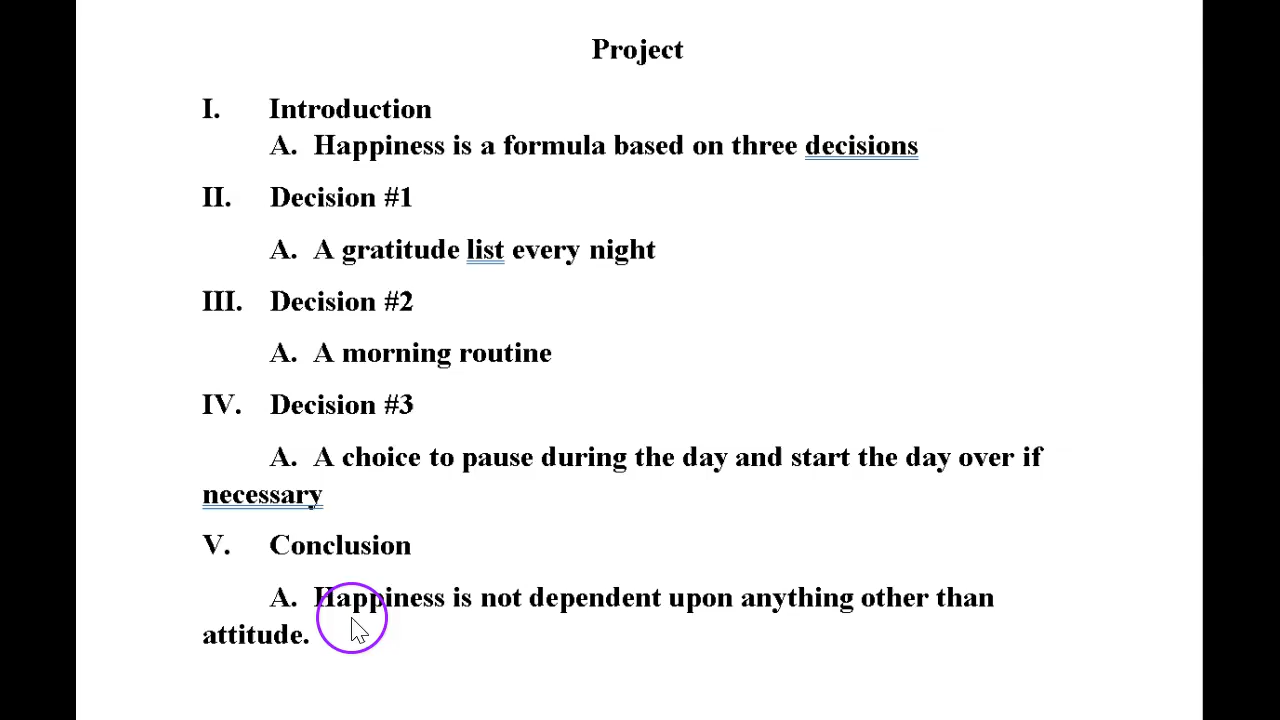 Project
I. Introduction
A. Happiness is a formula based on three decisions
II. Decision #1
A. A gratitude list every night
III. Decision #2
A. A morning routine
IV. Decision #3
A. A choice to pause during the day and start the day over if
necessary
V. Conclusion
A. Happiness is not dependent upon anything other than
attitude.